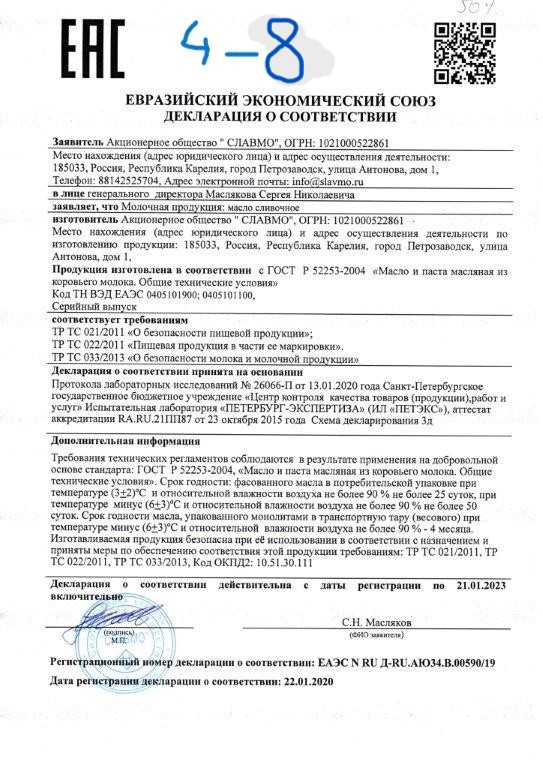 50%
EAC 4-8
ЕВРАЗИЙСКИЙ ЭКОНОМИЧЕСКИЙ СОЮЗ
ДЕКЛАРАЦИЯ О СООТВЕТСТВИИ
Заявитель Акционерное общество " СЛАВМО", ОГРН: 1021000522861
Место нахождения (адрес юридического лица) и адрес осуществления деятельности:
185033, Россия, Республика Карелия, город Петрозаводск, улица Антонова, дом 1,
Телефон: 88142525704, Адрес электронной почты: info@slavmo.ru
в лице генерального директора Маслякова Сергея Николаевича
заявляет, что Молочная продукция: масло сливочное
изготовитель Акционерное общество " СЛАВМО", ОГРН: 1021000522861
Место нахождения (адрес юридического лица) и адрес осуществления деятельности по
изготовлению продукции: 185033, Россия, Республика Карелия, город Петрозаводск, улица
Антонова, дом 1;
Продукция изготовлена в соответствии с ГОСТ Р 52253-2004 «Масло и паста масляная из
коровьего молока. Общие технические условия»
Код ТН ВЭД ЕАЭС 0405101900; 0405101100,
Серийный выпуск
соответствует требованиям
ТР ТС 021/2011 «О безопасности пищевой продукции»;
ТР ТС 022/2011 «Пищевая продукция в части ее маркировки».
ТР ТС 033/2013 «О безопасности молока и молочной продукции»
Декларация о соответствии принята на основании
Протокола лабораторных исследований № 26066-П от 13.01.2020 года Санкт-Петербургское
государственное бюджетное учреждение «Центр контроля качества товаров (продукции),работ и
услуг» Испытательная лаборатория «ПЕТЕРБУРГ-ЭКСПЕРТИЗА» (ИЛ «ПЕТЭКС»), аттестат
аккредитации RA.RU.21ПП87 от 23 октября 2015 года Схема декларирования 3д
Дополнительная информация
Требования технических регламентов соблюдаются в результате применения на добровольной
основе стандарта: ГОСТ Р 52253-2004, «Масло и паста масляная из коровьего молока. Общие
технические условия». Срок годности: фасованного масла в потребительской упаковке при
температуре (3±2)°С и относительной влажности воздуха не более 90 % не более 25 суток, при
температуре минус (6±3)°С и относительной влажности воздуха не более 90 % не более 50
суток. Срок годности масла, упакованного монолитами в транспортную тару (весового) при
температуре минус (6±3)°С и относительной влажности воздуха не более 90% - 4 месяца.
Изготавливаемая продукция безопасна при её использовании в соответствии с назначением и
приняты меры по обеспечению соответствия этой продукции требованиям: ТР ТС 021/2011, ТР
ТС 022/2011, ТР ТС 033/2013, Код ОКПД2: 10.51.30.111
Декларация о соответствии действительна с даты регистрации по 21.01.2023
включительно
С.Н. Масляков
(подпись) (ФИО заявителя)
М.П.
СЛАВМО
Регистрационный номер декларации о соответствии: ЕАЭС N RU Д-RU.АЮ34.В.00590/19
Дата регистрации декларации о соответствии: 22.01.2020